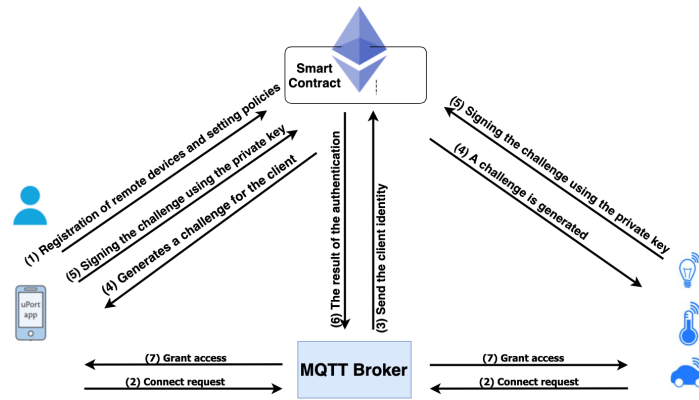 Smart
Contract
(1) Registration of remote devices and setting policies
(5) Signing the challenge using the private key
(4) Generates a challenge for the client
(6) The result of the authentication
(3) Send the client identity
(5) Signing the challenge using the private key
(4) A challenge is generated
uPort
app
MQTT Broker
(7) Grant access
(2) Connect request
(7) Grant access
(2) Connect request